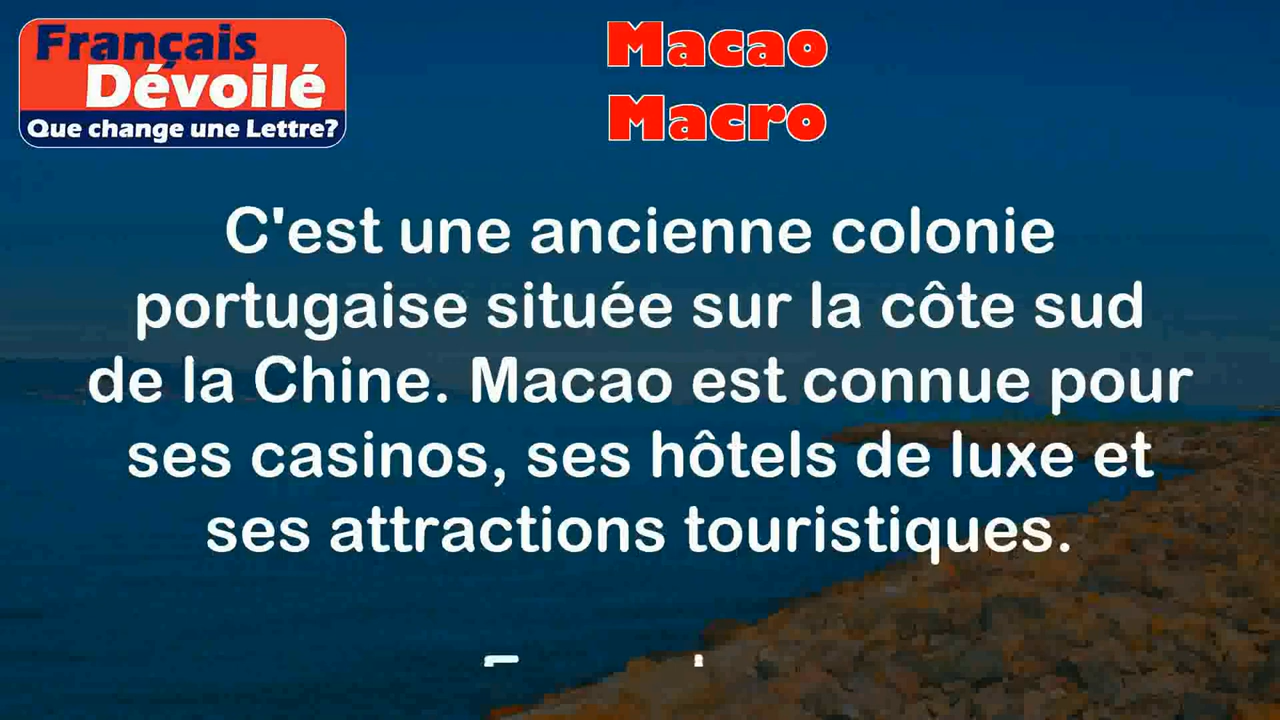 Français
Dévoilé
Que change une Lettre?
Macao
Macro
C'est une ancienne colonie
portugaise située sur la côte sud
de la Chine. Macao est connue pour
ses casinos, ses hôtels de luxe et
ses attractions touristiques.